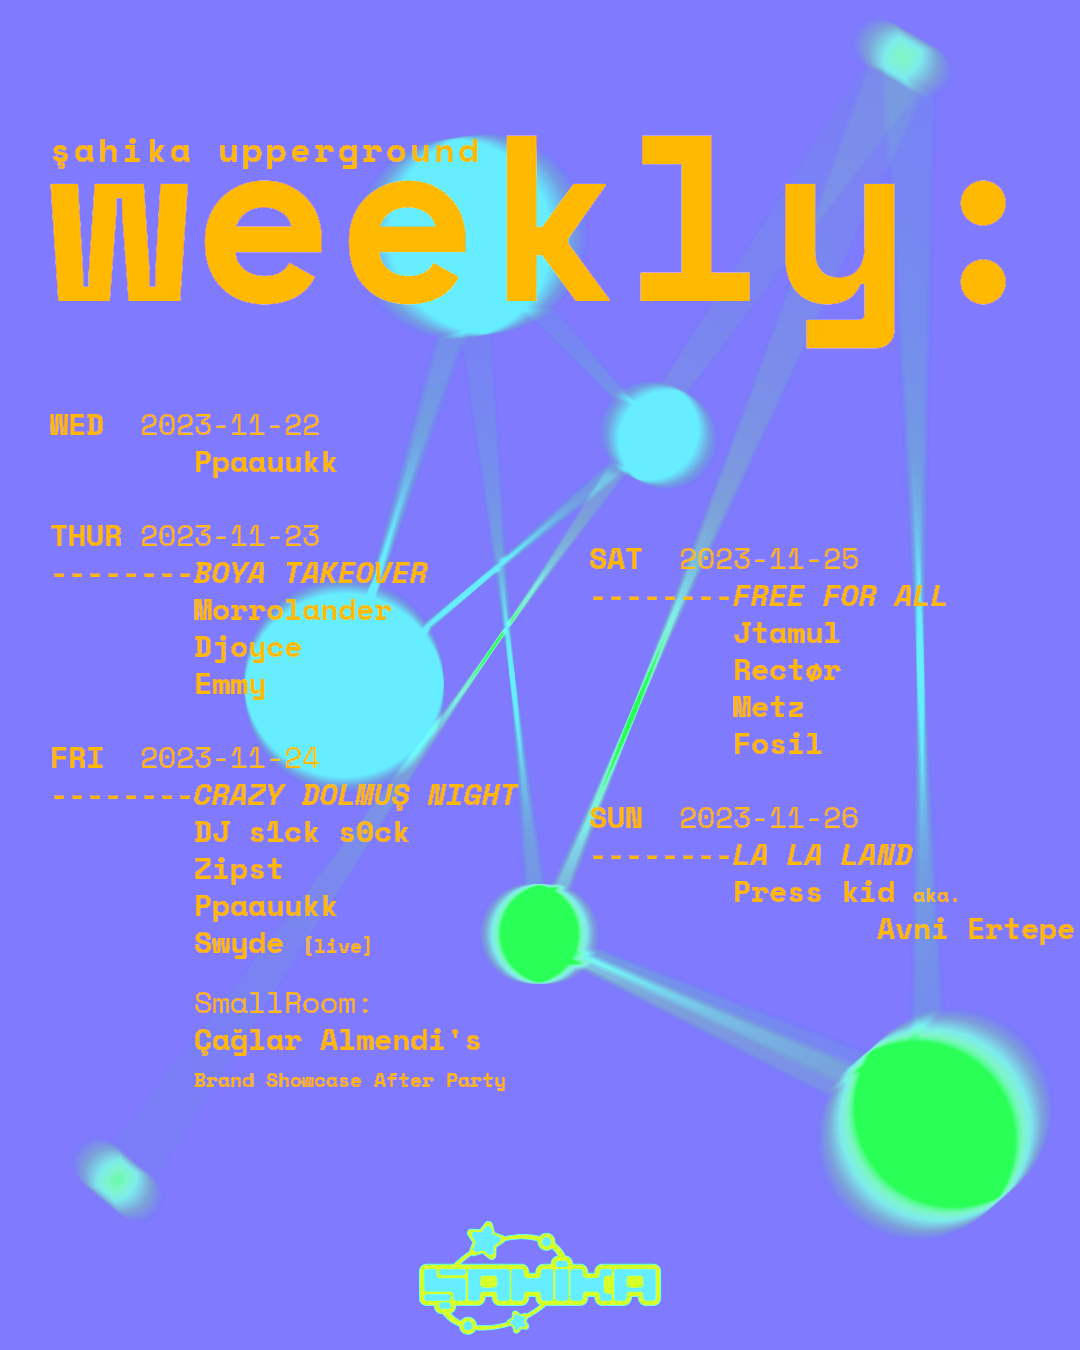 şahika upperground
weekly:
WED 2023-11-22
Ppaauukk
THUR 2023-11-23
--------BOYA TAKEOVER
Morrolander
Djoyce
Emmy
FRI 2023-11-24
--------CRAZY DOLMUŞ NIGHT
DJ s1ck s0ck
Zipst
Ppaauukk
Swyde [live]
SmallRoom:
Çağlar Almendi's
Brand Showcase After Party
SAT 2023-11-25
--------FREE FOR ALL
Jtamul
Rectør
Metz
Fosil
SUN 2023-11-26
--------LA LA LAND
Press kid aka.
Avni Ertepe
ŞAHİKA